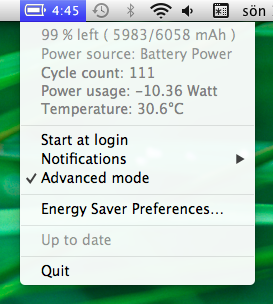 4:45
sön
99 % left ( 5983/6058 mAh )
Power source: Battery Power
Cycle count: 111
Power usage: -10.36 Watt
Temperature: 30.6°C
Start at login
Notifications
Advanced mode
Energy Saver Preferences…
Up to date
Quit